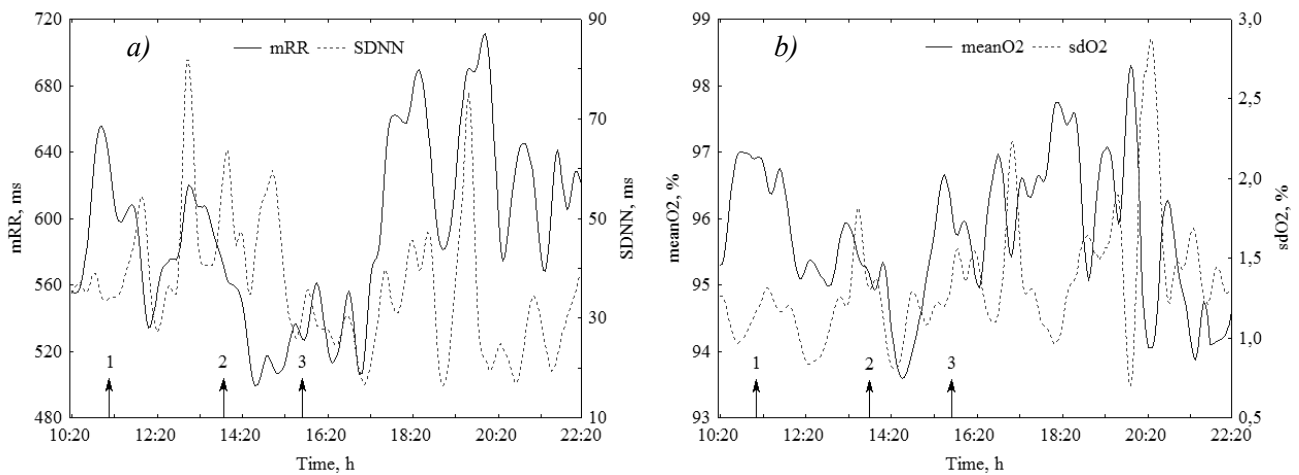 a)
mRR SDNN
720
680
640
600
560
520
480
mRR, ms
90
70
50
30
10
SDNN, ms
1 2 3
10:20 12:20 14:20 16:20 18:20 20:20 22:20
Time, h
b)
meanO2 sdO2
99
98
97
96
95
94
93
meanO2, %
3,0
2,5
2,0
1,5
1,0
0,5
sdO2, %
1 2 3
10:20 12:20 14:20 16:20 18:20 20:20 22:20
Time, h